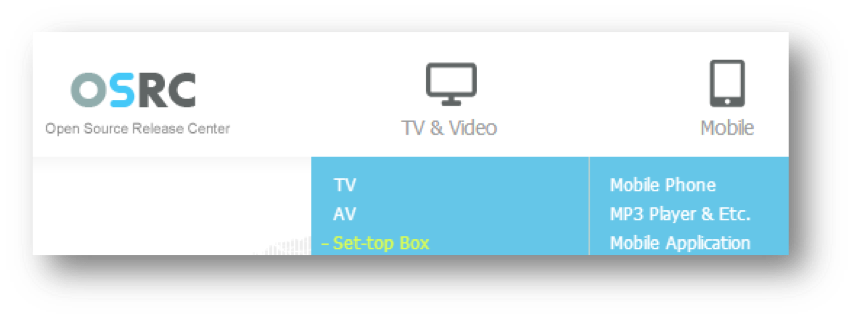 OSRC
Open Source Release Center
TV & Video
Mobile
TV
AV
- Set-top Box
Mobile Phone
MP3 Player & Etc.
Mobile Application